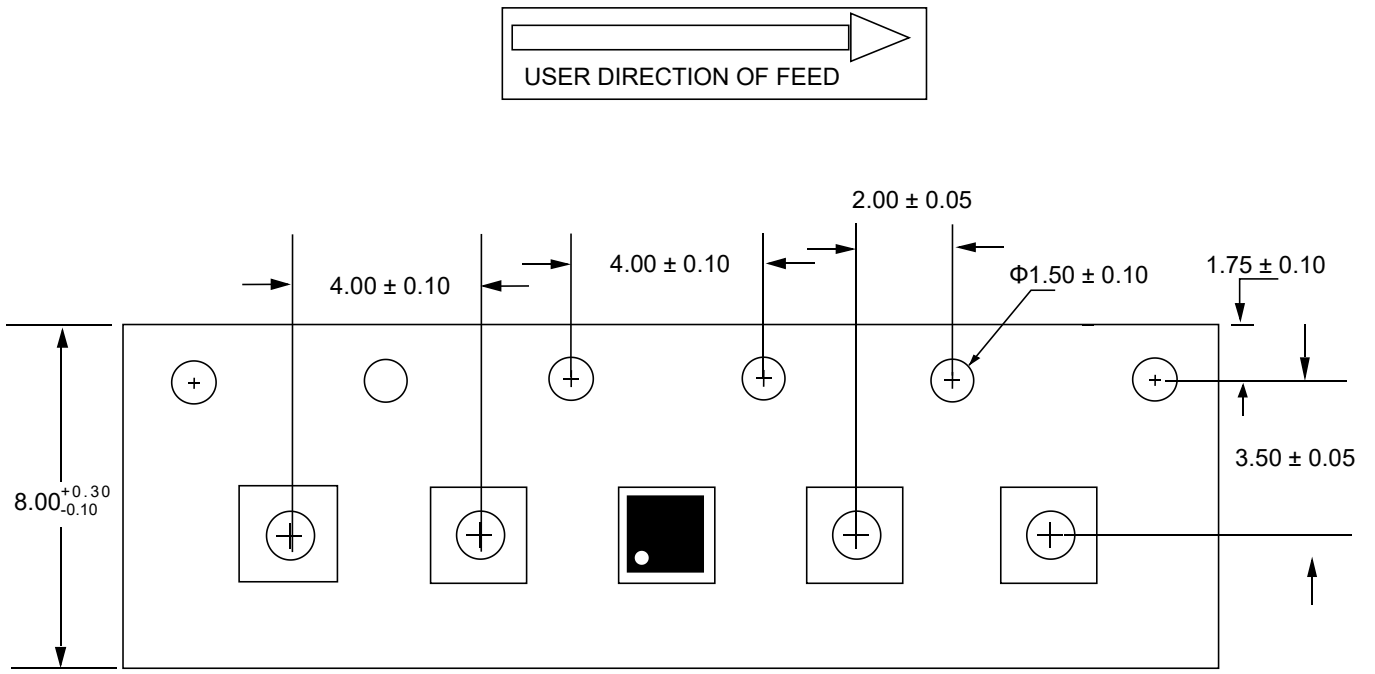 USER DIRECTION OF FEED
2.00 ± 0.05
4.00 ± 0.10
4.00 ± 0.10
Φ1.50 ± 0.10
1.75 ± 0.10
3.50 ± 0.05
8.00 +0.30 -0.10